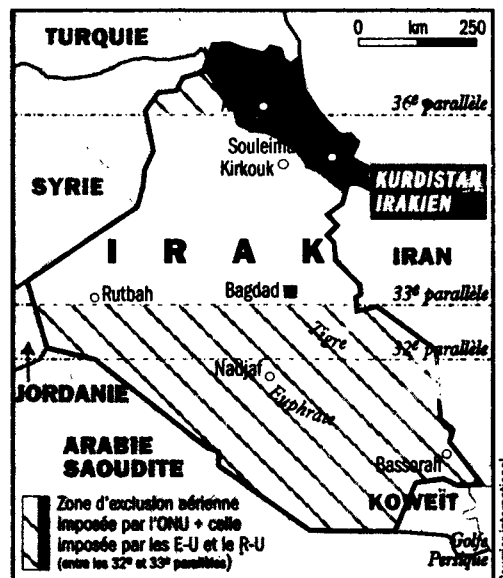 TURQUIE
0 km 250
36e parallèle
Kirkouk
KURDISTAN
IRAKIEN
SYRIE
IRAK
IRAN
Rutbah
Bagdad
33e parallèle
Tigre
32e parallèle
Nadjaf
Euphrate
JORDANIE
ARABIE
SAOUDITE
Bassorah
KOWEÏT
Golfe
Persique
Zone d'exclusion aérienne
imposée par l'ONU + celle
imposée par les E-U et le R-U
(entre les 32e et 33e parallèles)